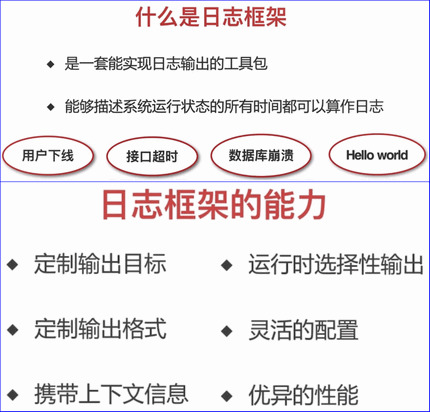 什么是日志框架
是一套能实现日志输出的工具包
能够描述系统运行状态的所有时间都可以算作日志
用户下线 接口超时 数据库崩溃 Hello world
日志框架的能力
定制输出目标 运行时选择性输出
定制输出格式 灵活的配置
携带上下文信息 优异的性能